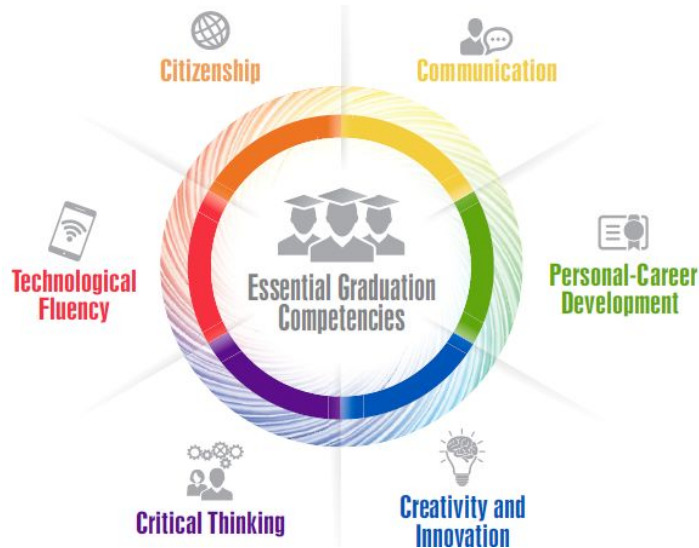 Citizenship
Communication
Technological
Fluency
Essential Graduation
Competencies
Personal-Career
Development
Critical Thinking
Creativity and
Innovation